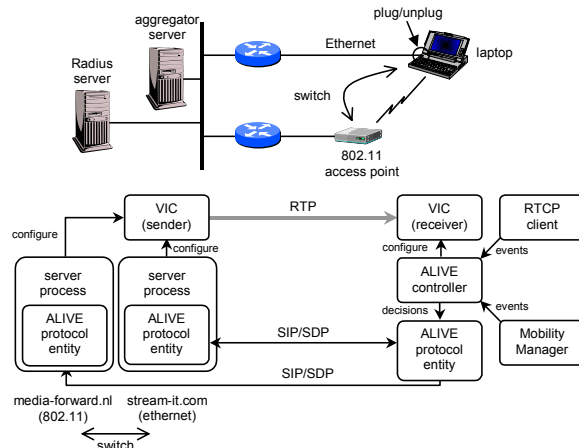 plug/unplug
aggregator
server
Ethernet
laptop
Radius
server
switch
802.11
access point
VIC
(sender)
RTP
VIC
(receiver)
RTCP
client
configure
configure
configure
events
server
process
server
process
ALIVE
controller
decisions
events
ALIVE
protocol
entity
ALIVE
protocol
entity
SIP/SDP
ALIVE
protocol
entity
Mobility
Manager
SIP/SDP
media-forward.nl
(802.11)
stream-it.com
(ethernet)
switch